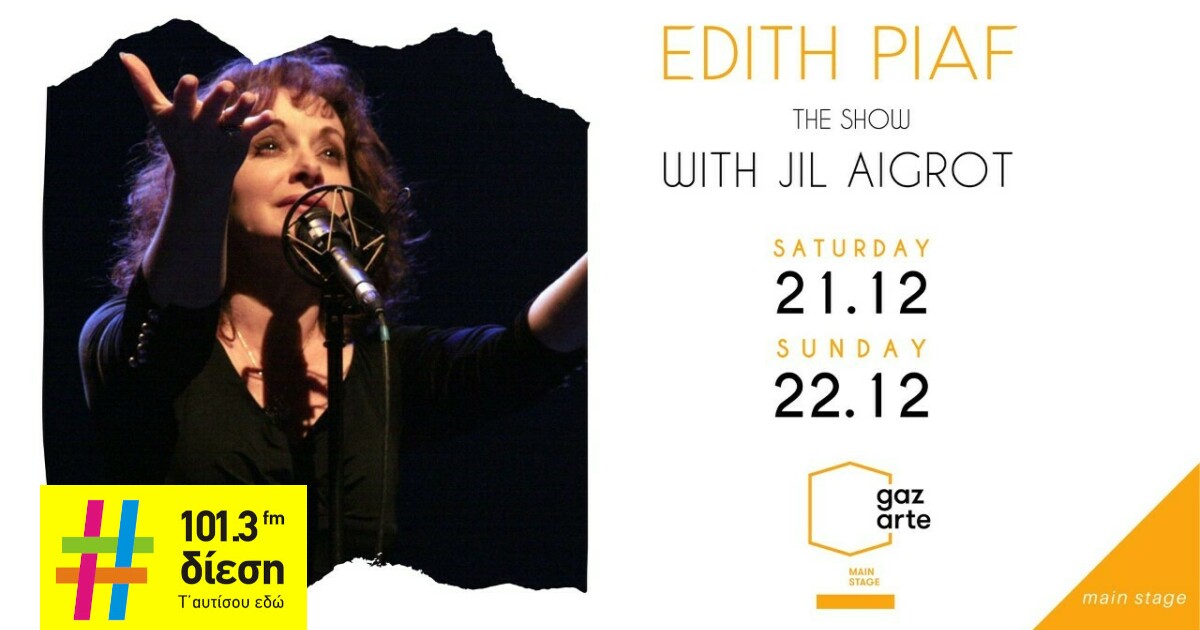 EDITH PIAF
THE SHOW
WITH JIL AIGROT
SATURDAY
21.12
SUNDAY
22.12
gaz
arte
MAIN
STAGE
main stage
101.3 fm
δίεση
Τ'αυτίσου εδώ